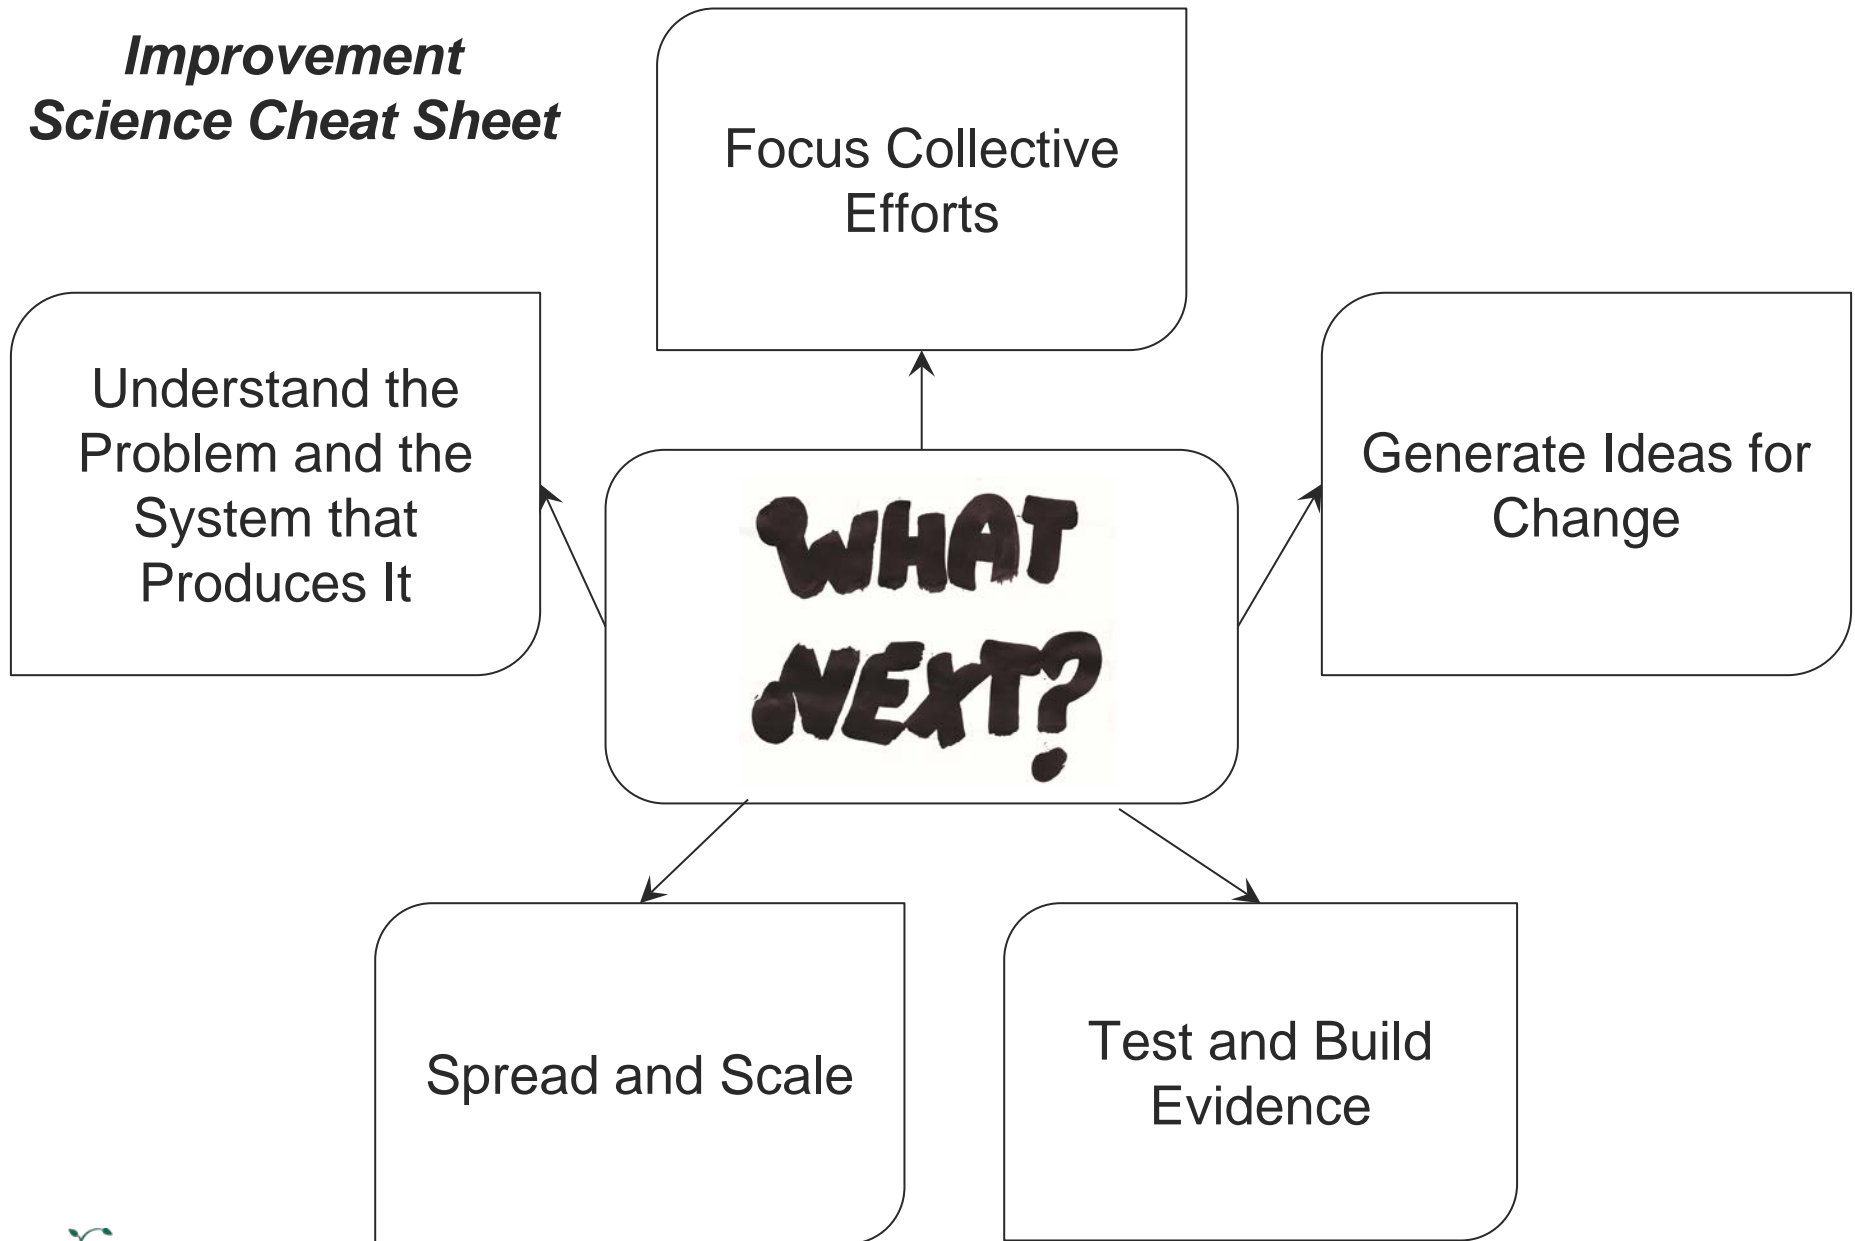 Improvement
Science Cheat Sheet
Focus Collective
Efforts
Understand the
Problem and the
System that
Produces It
Generate Ideas for
Change
WHAT
NEXT?
Spread and Scale
Test and Build
Evidence